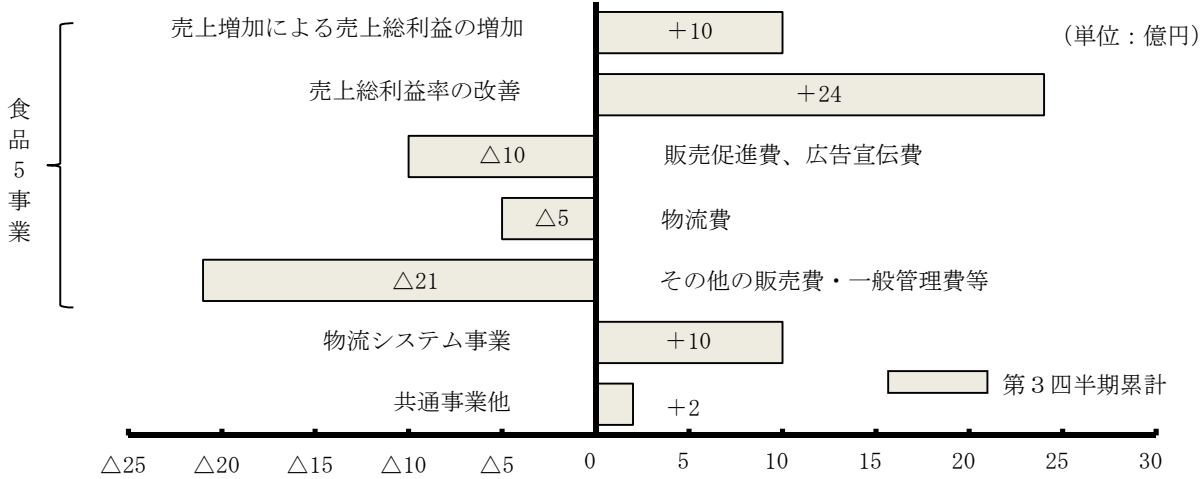 売上増加による売上総利益の増加 ＋10 （単位：億円）
売上総利益率の改善 ＋24
△10 販売促進費、広告宣伝費
△5 物流費
△21 その他の販売費・一般管理費等
食品5事業
物流システム事業 ＋10
共通事業他 ＋2
第３四半期累計
△25 △20 △15 △10 △5 0 5 10 15 20 25 30